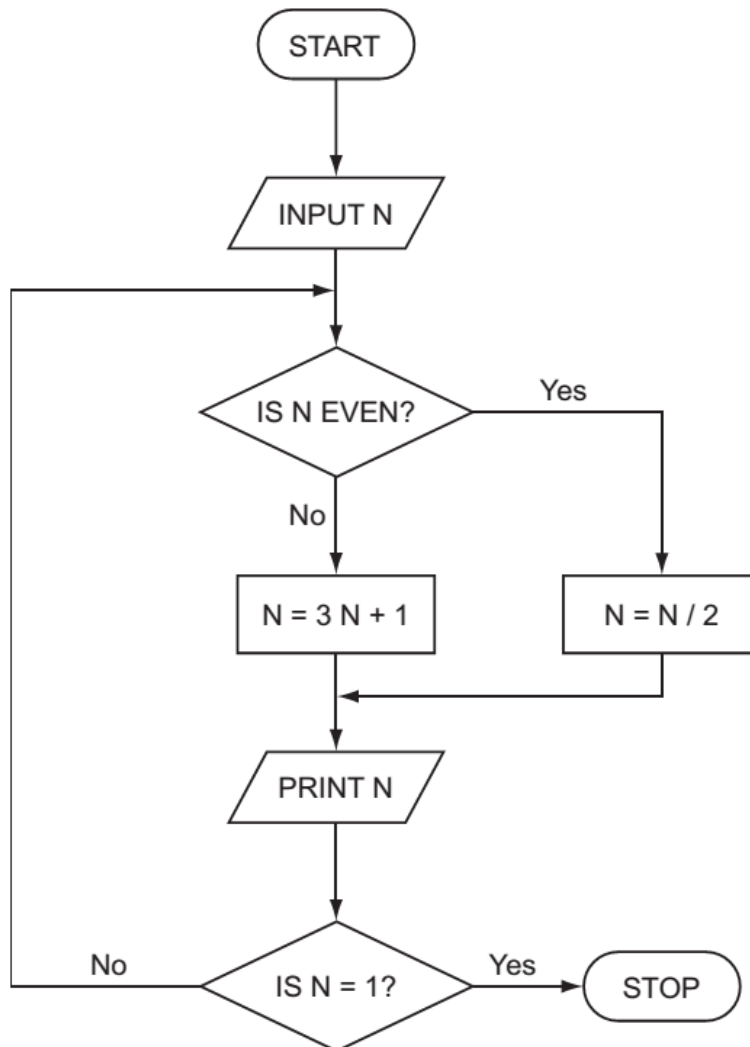 START
INPUT N
IS N EVEN?
Yes
No
N = 3 N + 1
N = N / 2
PRINT N
No
IS N = 1?
Yes
STOP